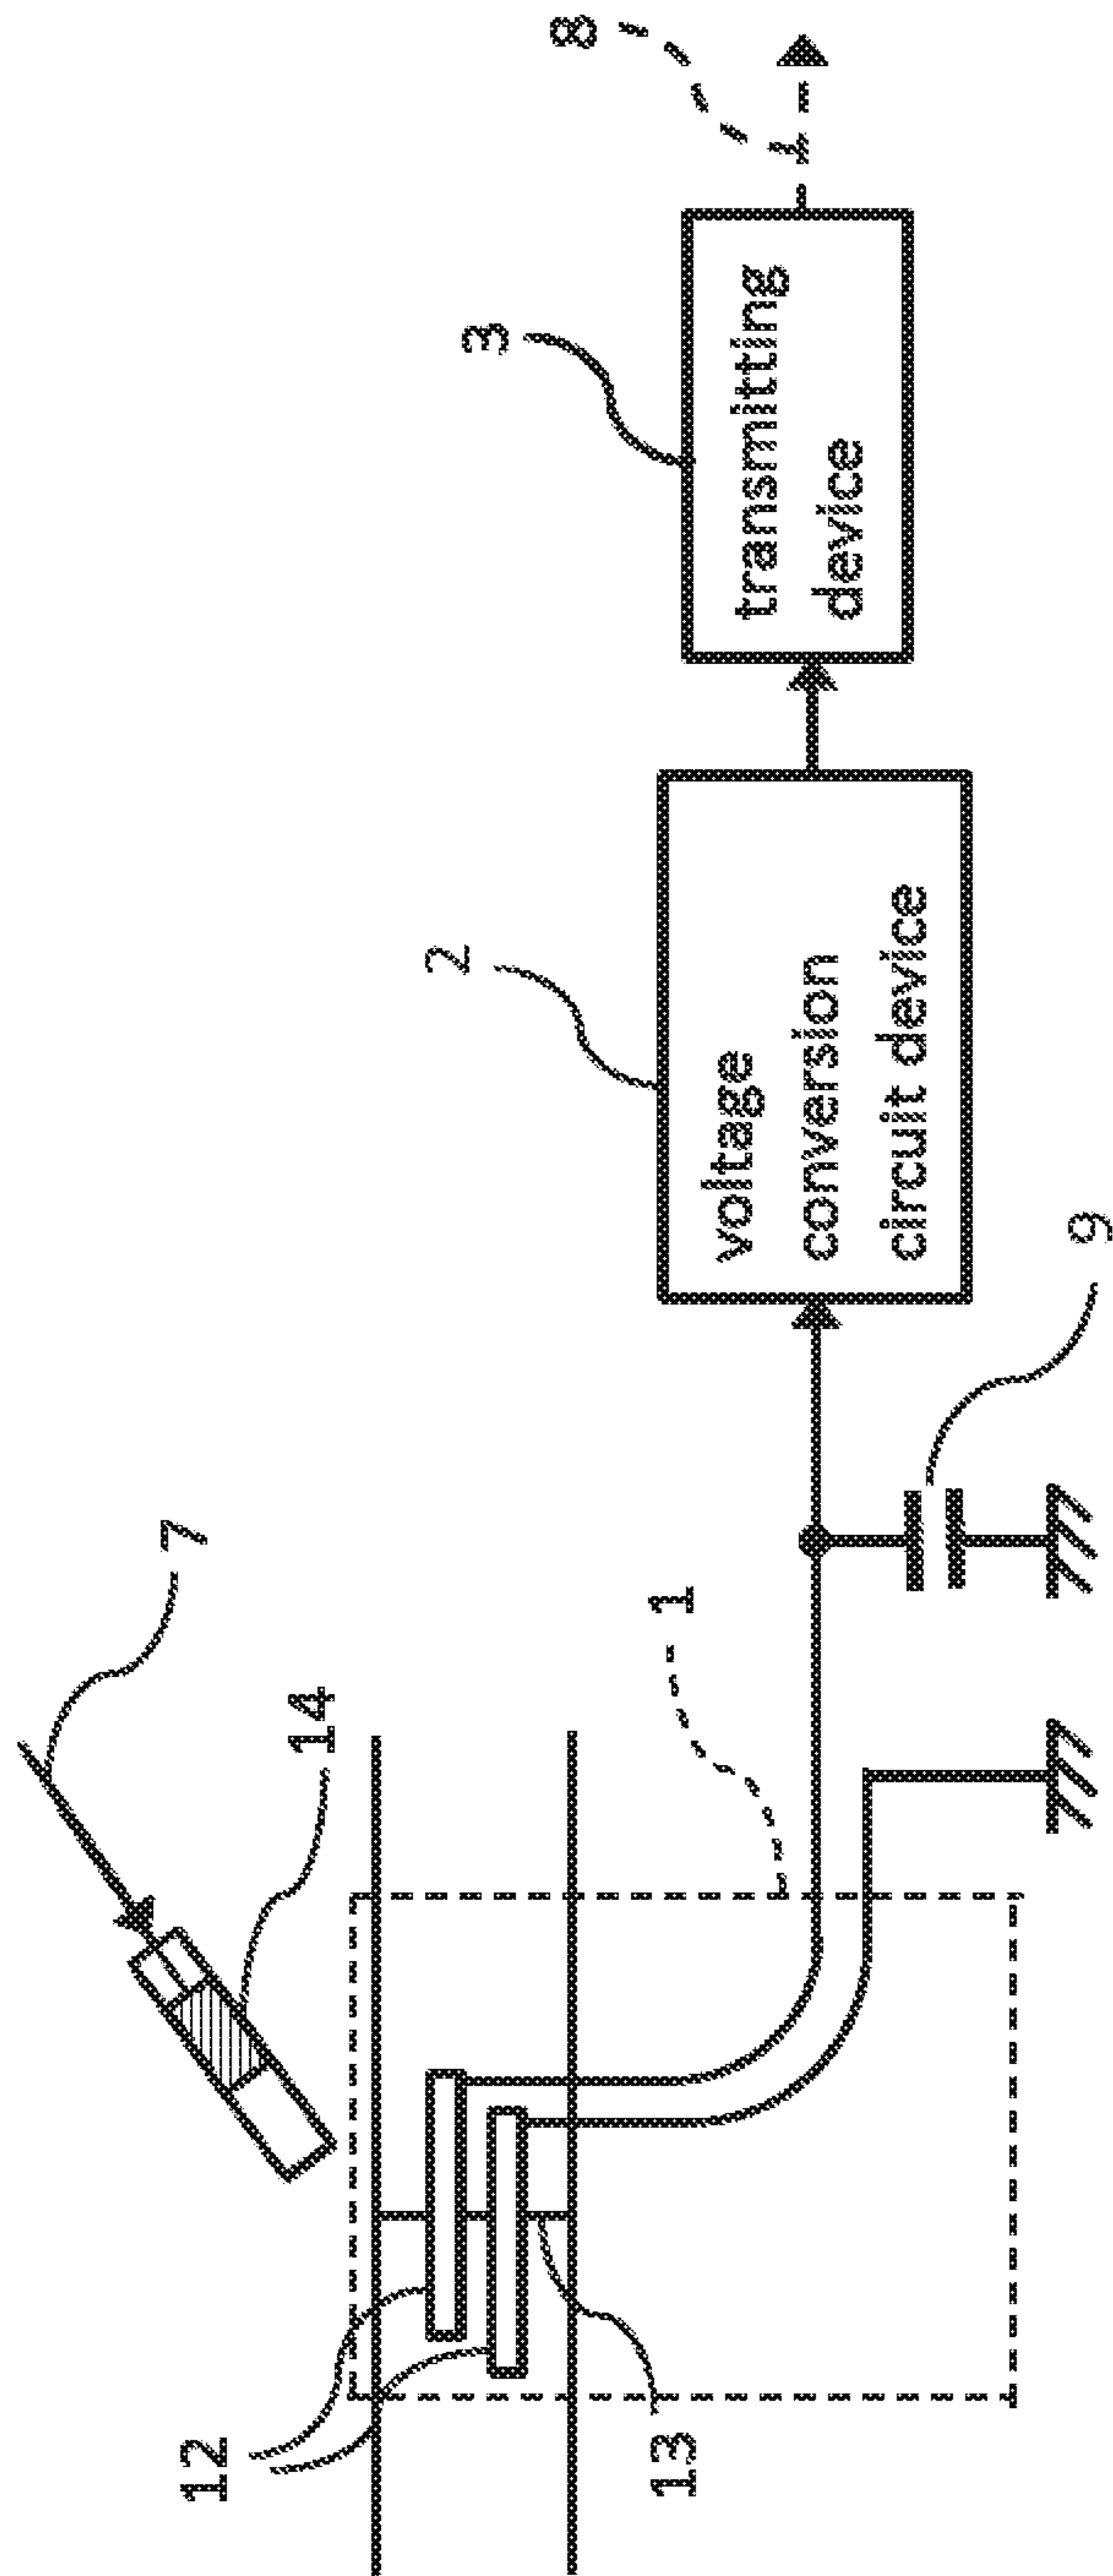 7
14
12
13
1
9
2
voltage
conversion
circuit device
3
transmitting
device
8